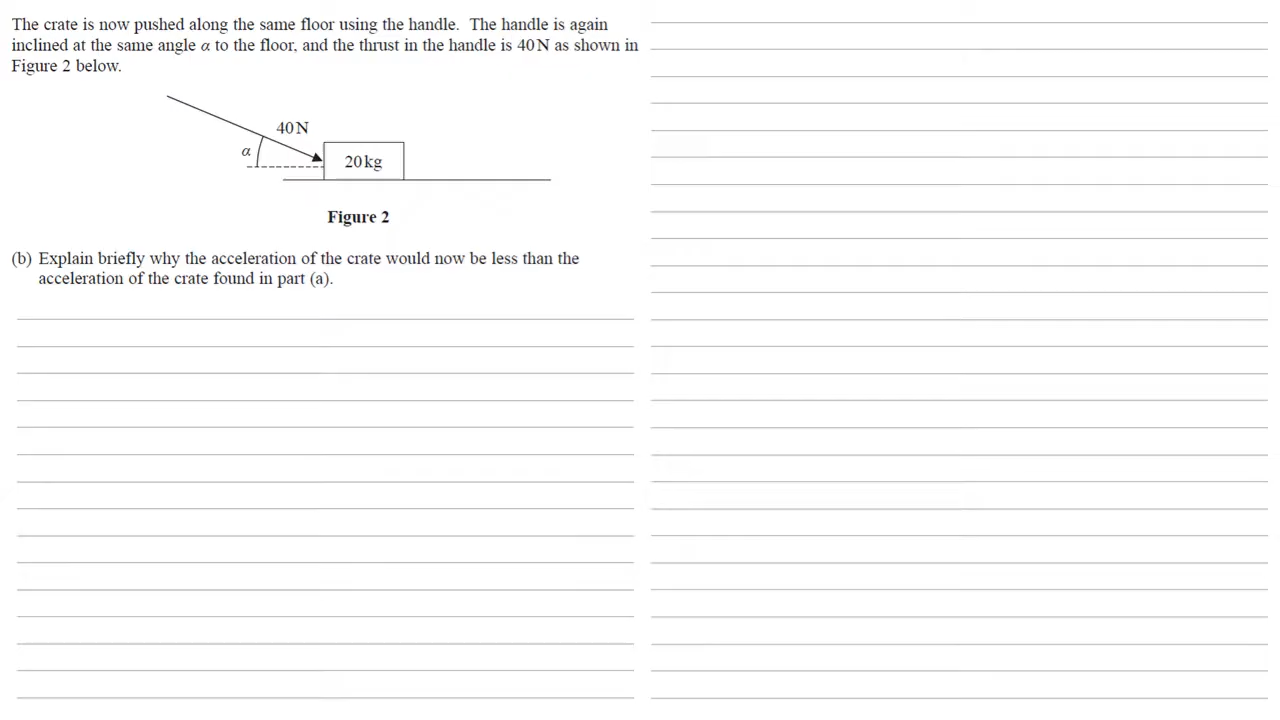 The crate is now pushed along the same floor using the handle. The handle is again
inclined at the same angle α to the floor, and the thrust in the handle is 40 N as shown in
Figure 2 below.
40 N
α
20 kg
Figure 2
(b) Explain briefly why the acceleration of the crate would now be less than the
acceleration of the crate found in part (a).